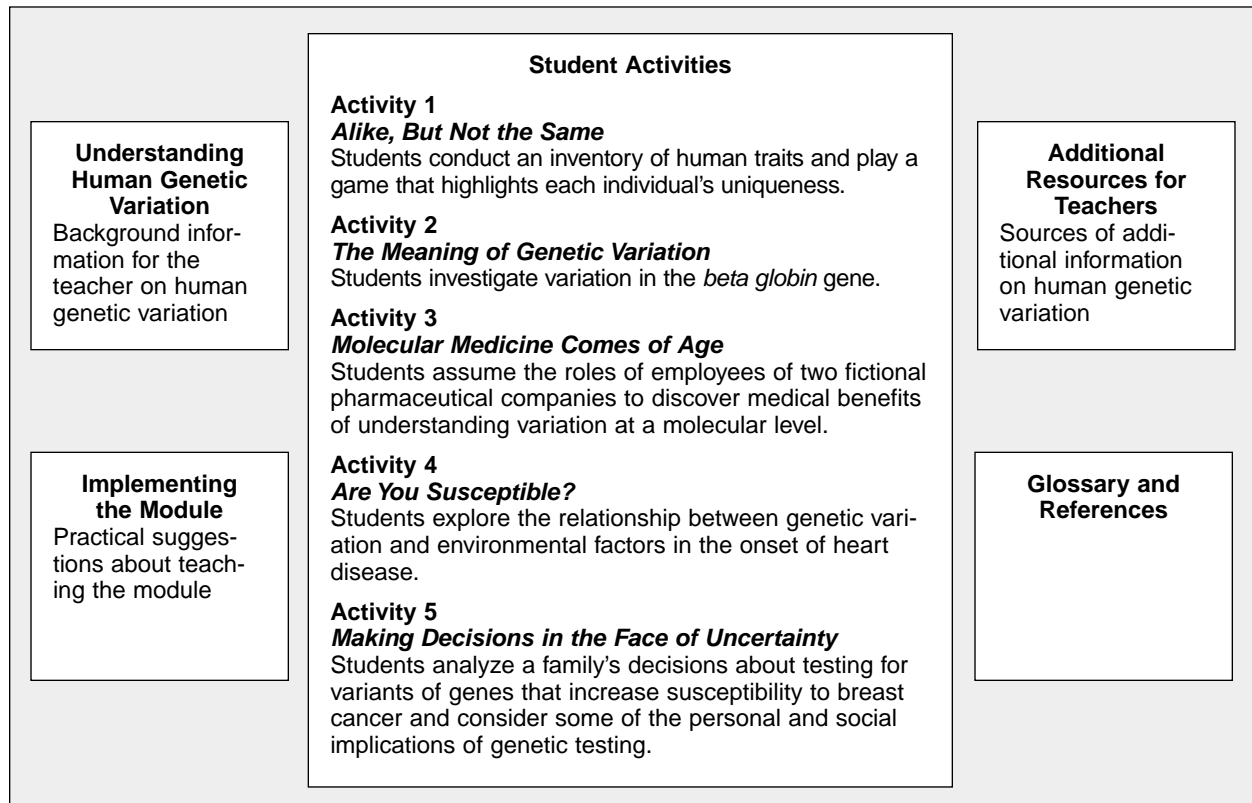 Understanding
Human Genetic
Variation
Background infor-
mation for the
teacher on human
genetic variation
Implementing
the Module
Practical sugges-
tions about teach-
ing the module
Student Activities
Activity 1
Alike, But Not the Same
Students conduct an inventory of human traits and play a
game that highlights each individual’s uniqueness.
Activity 2
The Meaning of Genetic Variation
Students investigate variation in the beta globin gene.
Activity 3
Molecular Medicine Comes of Age
Students assume the roles of employees of two fictional
pharmaceutical companies to discover medical benefits
of understanding variation at a molecular level.
Activity 4
Are You Susceptible?
Students explore the relationship between genetic vari-
ation and environmental factors in the onset of heart
disease.
Activity 5
Making Decisions in the Face of Uncertainty
Students analyze a family’s decisions about testing for
variants of genes that increase susceptibility to breast
cancer and consider some of the personal and social
implications of genetic testing.
Additional
Resources for
Teachers
Sources of addi-
tional information
on human genetic
variation
Glossary and
References